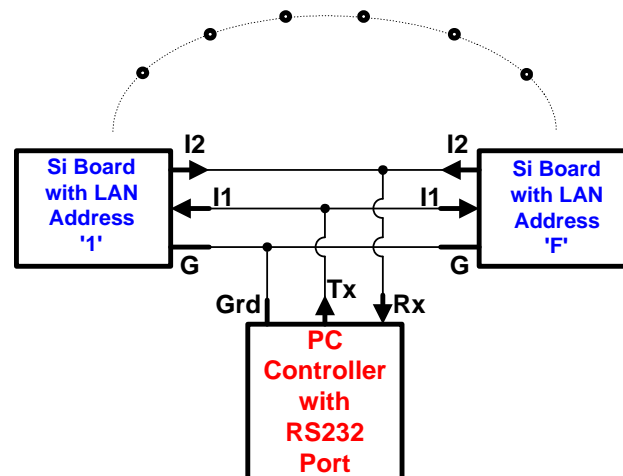 I2
I2
Si Board
with LAN
Address
'1'
Si Board
with LAN
Address
'F'
I1
I1
G
G
Grd
Tx
Rx
PC
Controller
with
RS232
Port